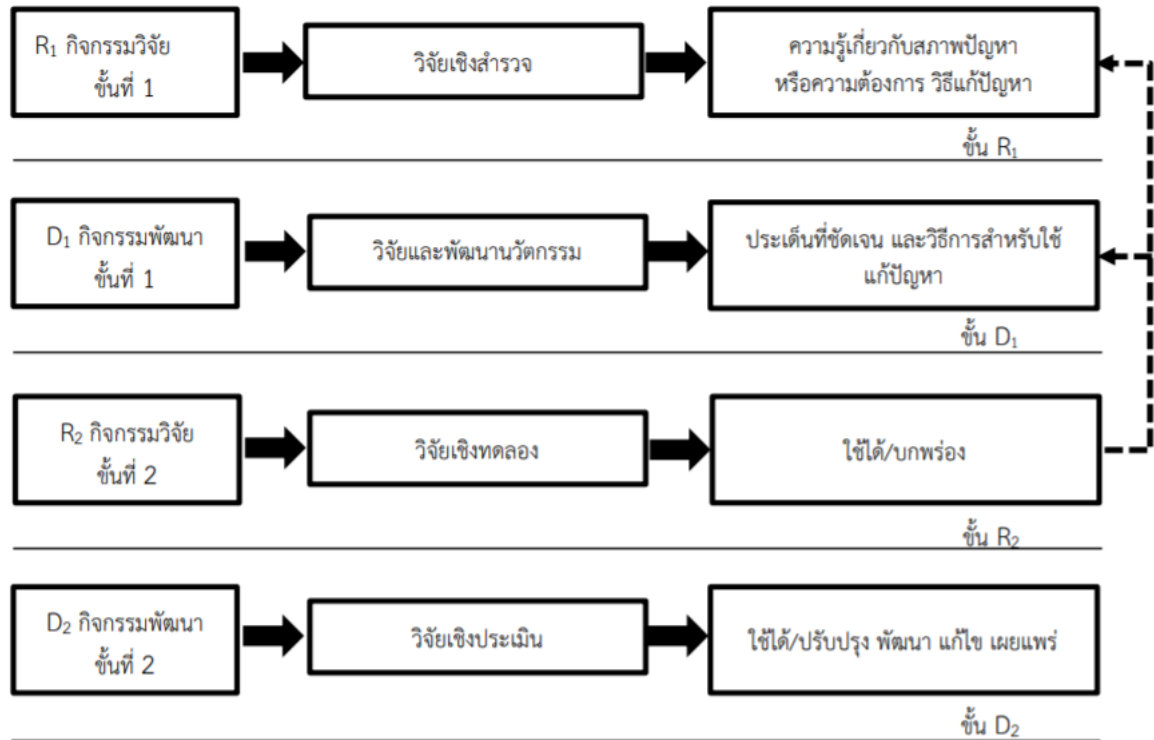 R₁ กิจกรรมวิจัย
ขั้นที่ 1
วิจัยเชิงสำรวจ
ความรู้เกี่ยวกับสภาพปัญหา
หรือความต้องการ วิธีแก้ปัญหา
ขั้น R₁
D₁ กิจกรรมพัฒนา
ขั้นที่ 1
วิจัยและพัฒนานวัตกรรม
ประเด็นที่ชัดเจน และวิธีการสำหรับใช้
แก้ปัญหา
ขั้น D₁
R₂ กิจกรรมวิจัย
ขั้นที่ 2
วิจัยเชิงทดลอง
ใช้ได้/บกพร่อง
ขั้น R₂
D₂ กิจกรรมพัฒนา
ขั้นที่ 2
วิจัยเชิงประเมิน
ใช้ได้/ปรับปรุง พัฒนา แก้ไข เผยแพร่
ขั้น D₂